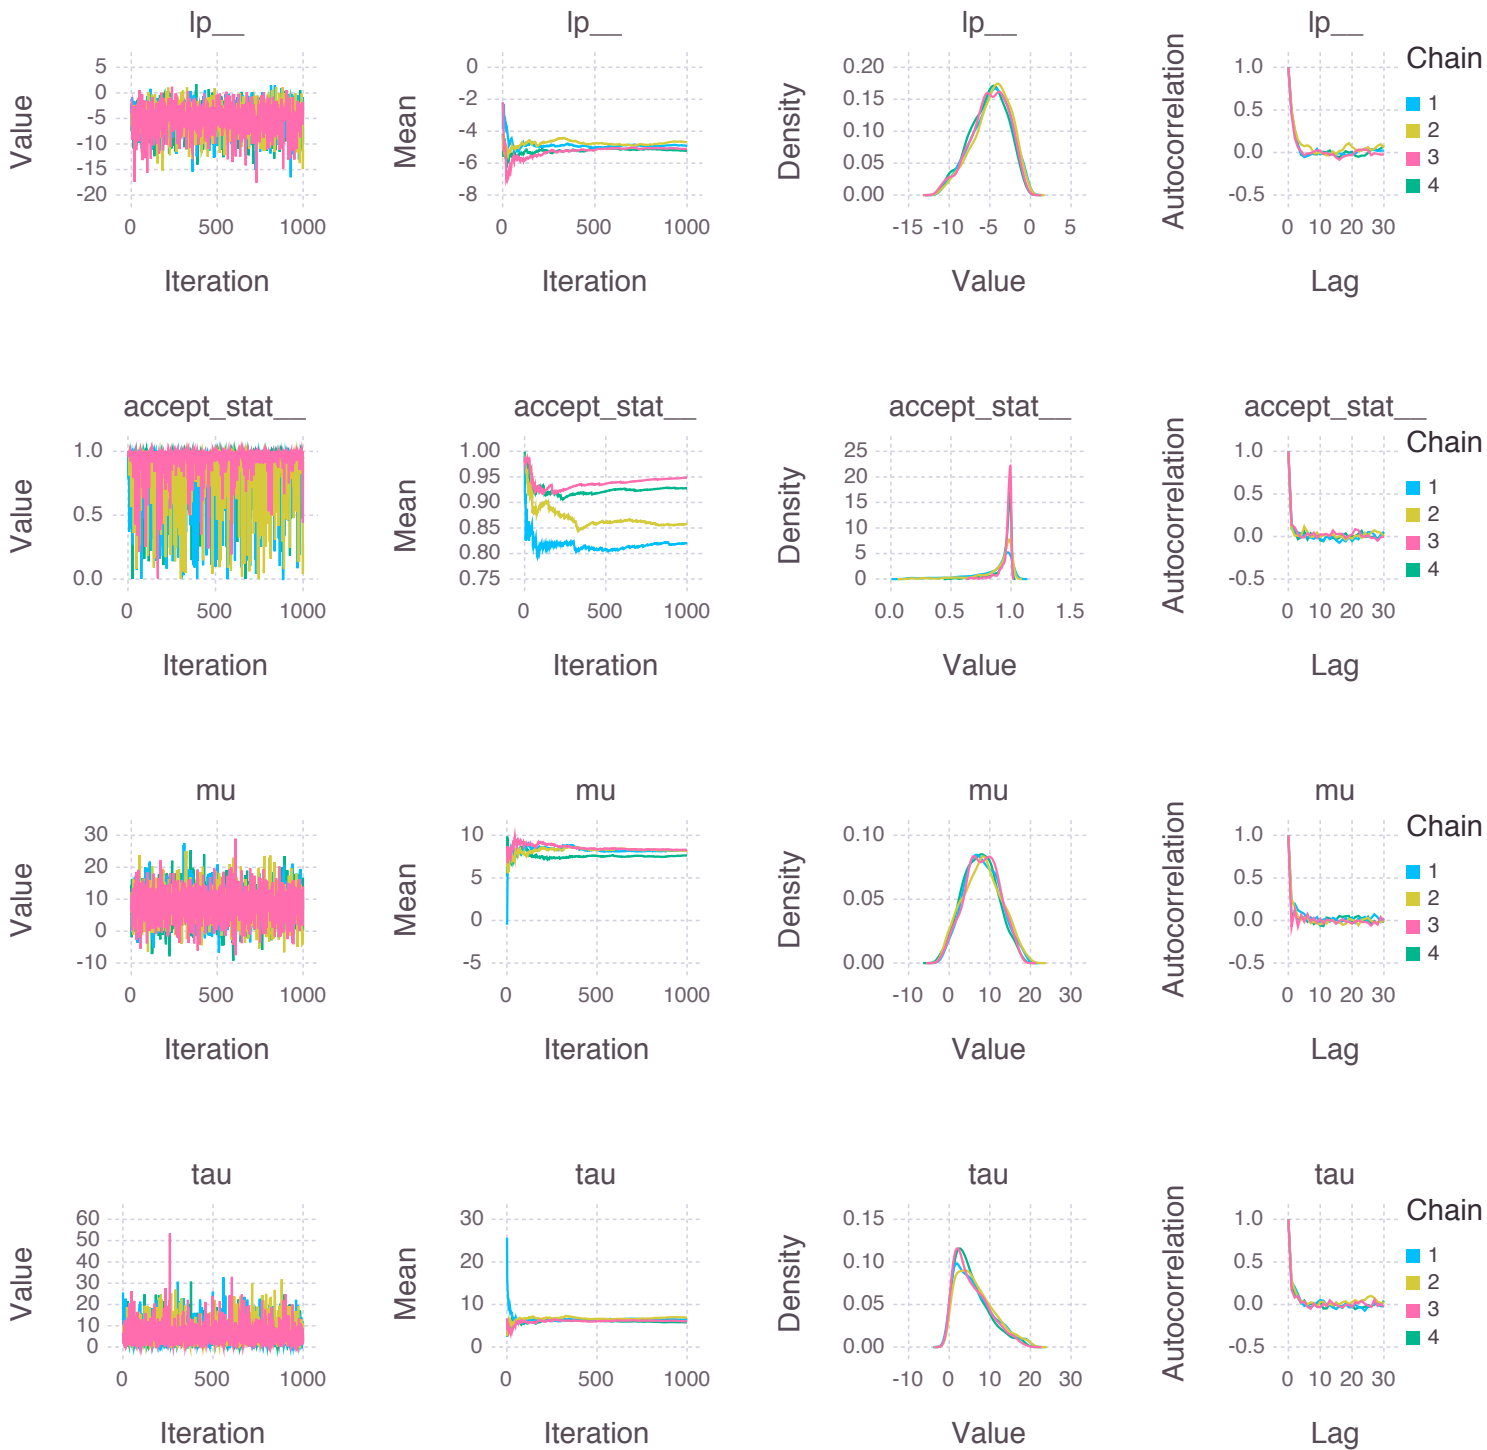 lp__ lp__ lp__ lp__
Value 5 0 -5 -10 -15 -20 Mean 0 -2 -4 -6 -8 Density 0.20 0.15 0.10 0.05 0.00 Autocorrelation 1.0 0.5 0.0 -0.5 Chain 1 2 3 4
0 500 1000 0 500 1000 -15 -10 -5 0 5 0 10 20 30
Iteration Iteration Value Lag
accept_stat__ accept_stat__ accept_stat__ accept_stat__
Value 1.0 0.5 0.0 Mean 1.00 0.95 0.90 0.85 0.80 0.75 Density 25 20 15 10 5 0 Autocorrelation 1.0 0.5 0.0 -0.5 Chain 1 2 3 4
0 500 1000 0 500 1000 0.0 0.5 1.0 1.5 0 10 20 30
Iteration Iteration Value Lag
mu mu mu mu
Value 30 20 10 0 -10 Mean 10 5 0 -5 Density 0.10 0.05 0.00 Autocorrelation 1.0 0.5 0.0 -0.5 Chain 1 2 3 4
0 500 1000 0 500 1000 -10 0 10 20 30 0 10 20 30
Iteration Iteration Value Lag
tau tau tau tau
Value 60 50 40 30 20 10 0 Mean 30 20 10 0 Density 0.15 0.10 0.05 0.00 Autocorrelation 1.0 0.5 0.0 -0.5 Chain 1 2 3 4
0 500 1000 0 500 1000 -10 0 10 20 30 0 10 20 30
Iteration Iteration Value Lag